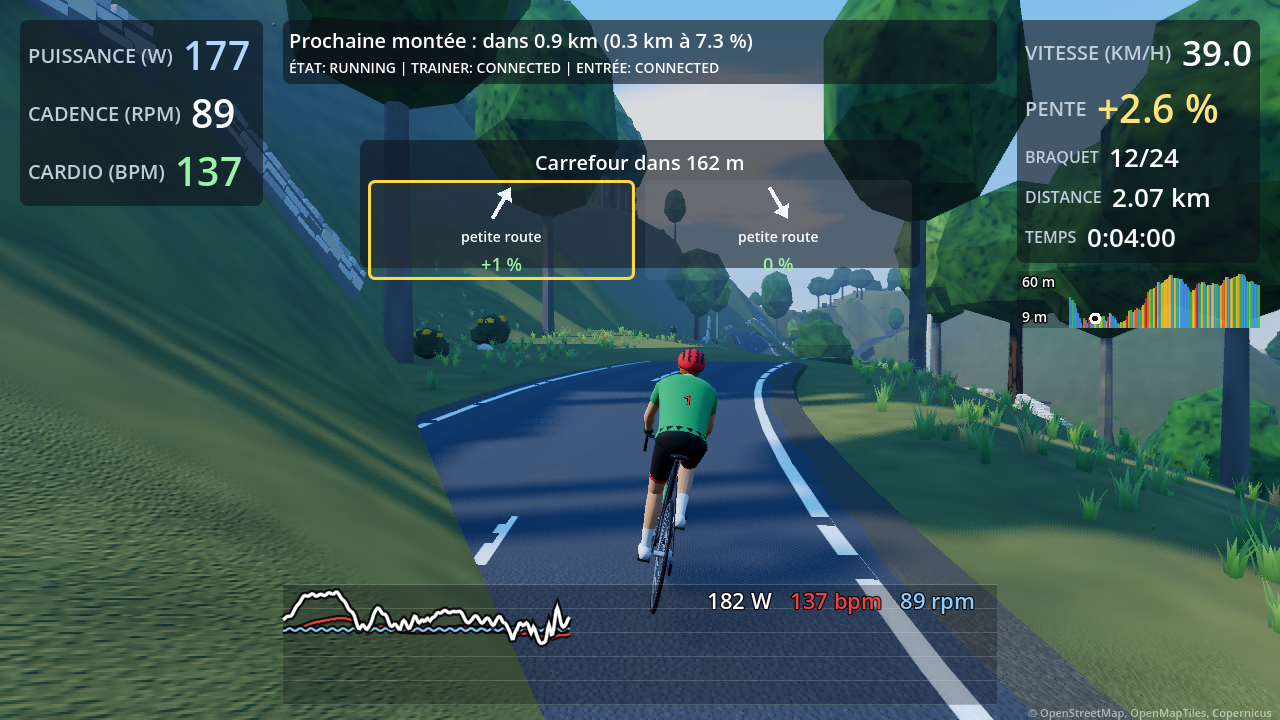 PUISSANCE (W) 177
CADENCE (RPM) 89
CARDIO (BPM) 137
Prochaine montée : dans 0.9 km (0.3 km à 7.3 %)
ÉTAT: RUNNING | TRAINER: CONNECTED | ENTRÉE: CONNECTED
Carrefour dans 162 m
petite route
+1 %
petite route
0 %
VITESSE (KM/H) 39.0
PENTE +2.6 %
BRAQUET 12/24
DISTANCE 2.07 km
TEMPS 0:04:00
60 m
9 m
1
182 W 137 bpm 89 rpm
© OpenStreetMap, OpenMapTiles, Copernicus